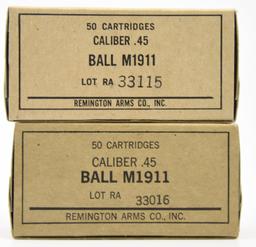 50 CARTRIDGES
CALIBER .45
BALL M1911
LOT RA 33115
REMINGTON ARMS CO., INC.
50 CARTRIDGES
CALIBER .45
BALL M1911
LOT RA 33016
REMINGTON ARMS CO., INC.